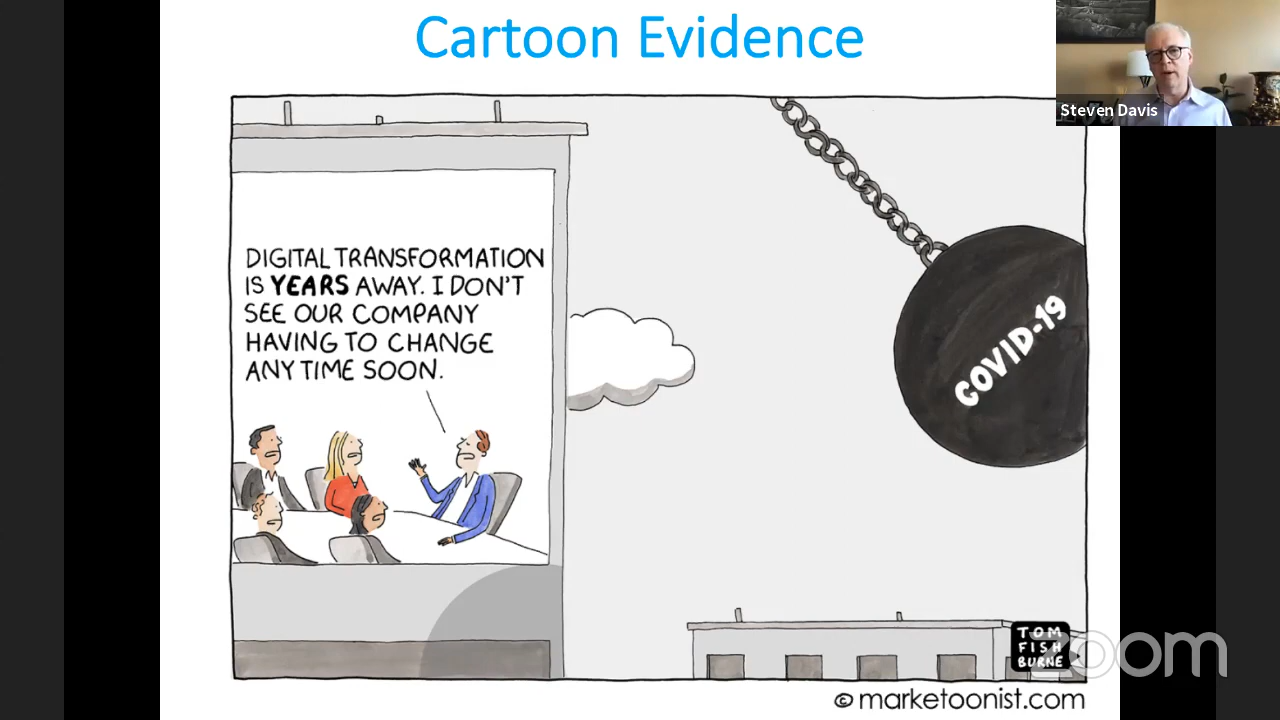 Cartoon Evidence
Steven Davis
DIGITAL TRANSFORMATION
IS YEARS AWAY. I DON'T
SEE OUR COMPANY
HAVING TO CHANGE
ANY TIME SOON.
COVID-19
TOM
FISH
BURNE
zoom
© marketoonist.com